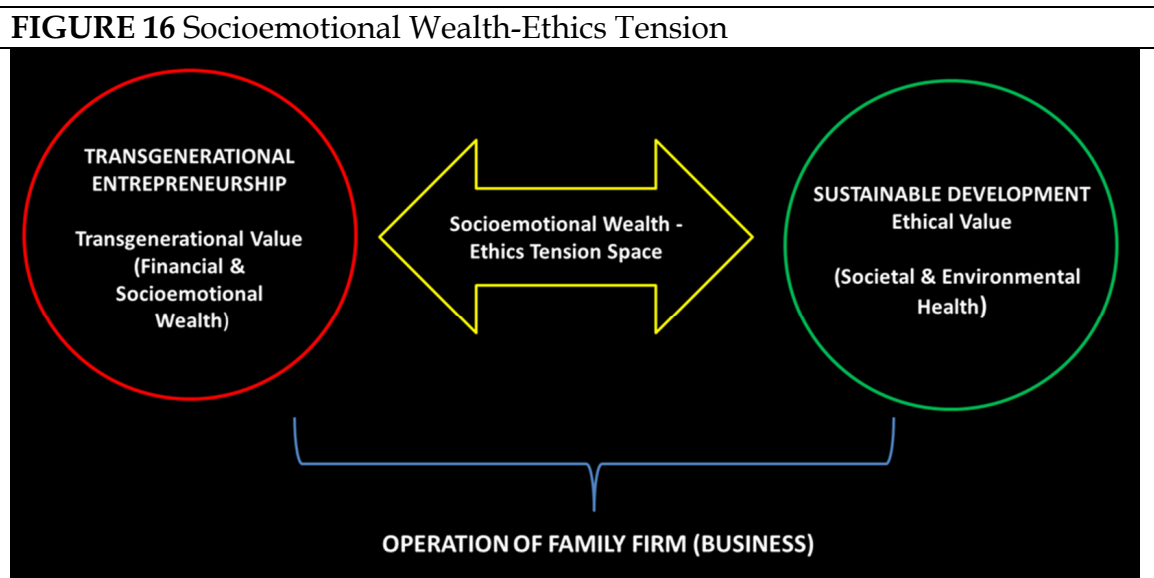 FIGURE 16 Socioemotional Wealth-Ethics Tension
TRANSGENERATIONAL
ENTREPRENEURSHIP
Transgenerational Value
(Financial &
Socioemotional
Wealth)
Socioemotional Wealth -
Ethics Tension Space
SUSTAINABLE DEVELOPMENT
Ethical Value
(Societal & Environmental
Health)
OPERATION OF FAMILY FIRM (BUSINESS)